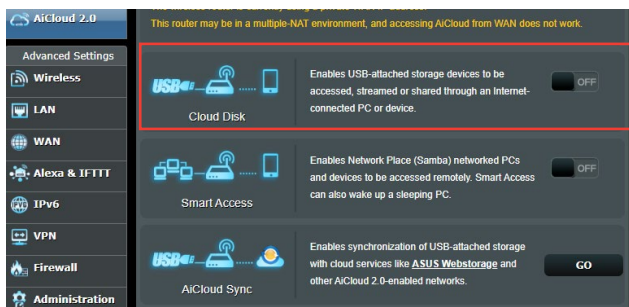 AiCloud 2.0
This router may be in a multiple-NAT environment, and accessing AiCloud from WAN does not work.
Advanced Settings
Wireless
LAN
WAN
Alexa & IFTTT
IPv6
VPN
Firewall
Administration
USB
Cloud Disk
Enables USB-attached storage devices to be
accessed, streamed or shared through an Internet-
connected PC or device.
OFF
Smart Access
Enables Network Place (Samba) networked PCs
and devices to be accessed remotely. Smart Access
can also wake up a sleeping PC.
OFF
USB
AiCloud Sync
Enables synchronization of USB-attached storage
with cloud services like ASUS Webstorage and
other AiCloud 2.0-enabled networks.
GO